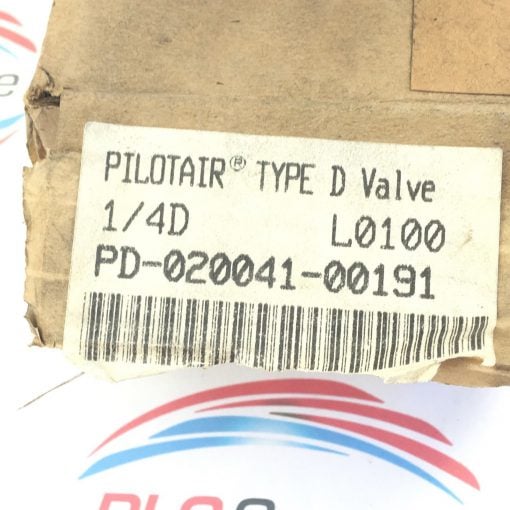 PILOTAIR® TYPE D Valve
1/4D L0100
PD-020041-00191